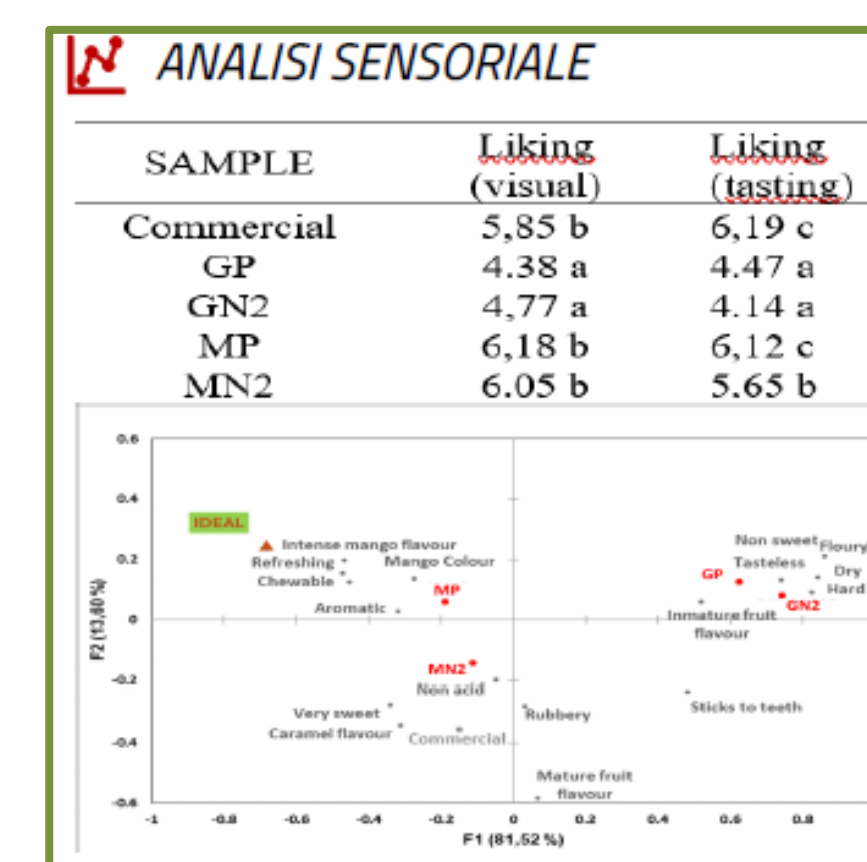 ANALISI SENSORIALE
SAMPLE Liking (visual) Liking (tasting)
Commercial 5,85 b 6,19 c
GP 4.38 a 4.47 a
GN2 4,77 a 4.14 a
MP 6,18 b 6,12 c
MN2 6.05 b 5.65 b
0.6
0.4
IDEAL
Intense mango flavour
Non sweet Floury
0.2
Refreshing Mango Colour
Tasteless Dry
Chewable
GP
MP
Hard
Aromatic
GN2
Inmature fruit
flavour
0
F2 (13,60 %)
MN2
-0.2
Non acid
Very sweet
Rubbery
Sticks to teeth
Caramel flavour
Commercial
-0.4
Mature fruit
flavour
-0.6
-1 -0.8 -0.6 -0.4 -0.2 0 0.2 0.4 0.6 0.8
F1 (81,52 %)